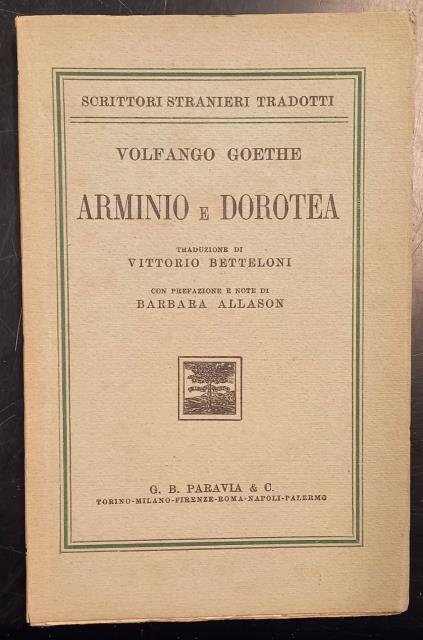 SCRITTORI STRANIERI TRADOTTI
VOLFANGO GOETHE
ARMINIO E DOROTEA
TRADUZIONE DI
VITTORIO BETTELONI
CON PREFAZIONE E NOTE DI
BARBARA ALLASON
G. B. PARAVIA & C.
TORINO-MILANO-FIRENZE-ROMA-NAPOLI-PALERMO